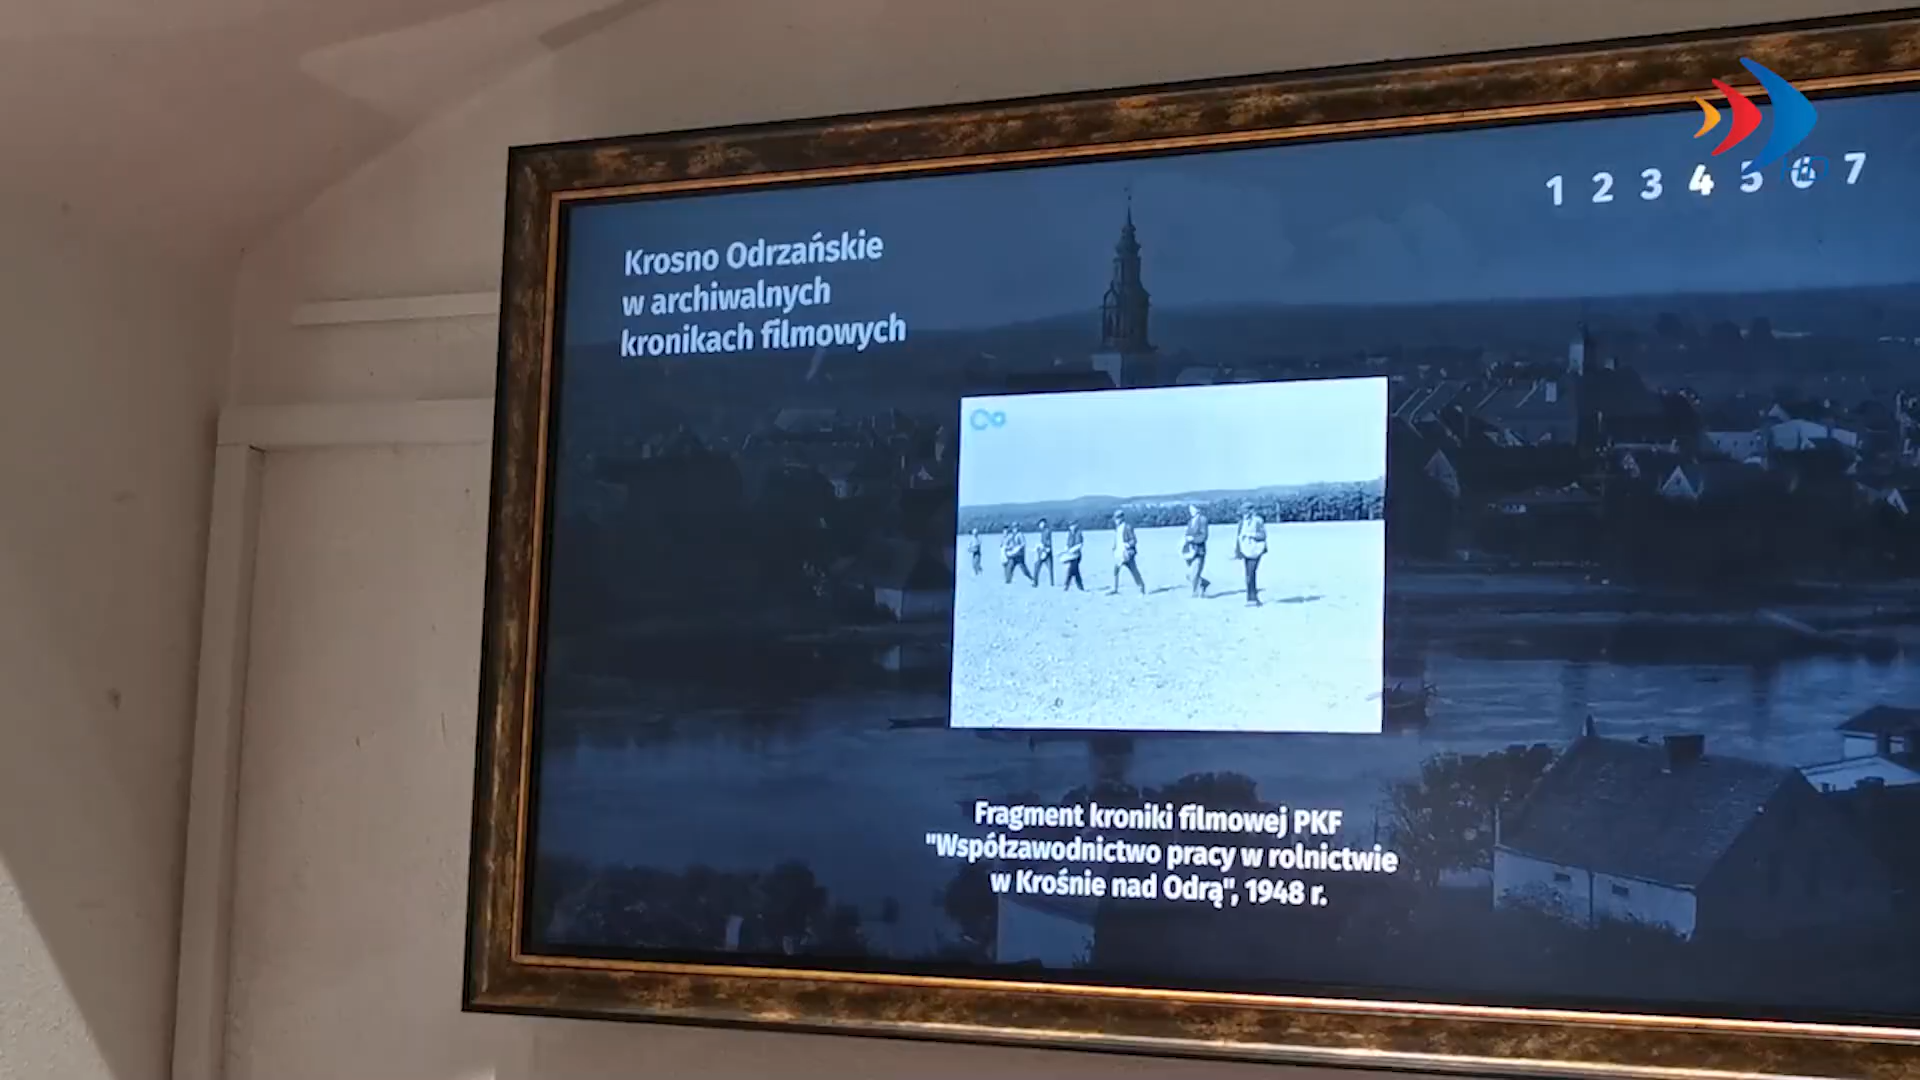 Krosno Odrzańskie
w archiwalnych
kronikach filmowych
1 2 3 4 5 6 7
Fragment kroniki filmowej PKF
"Współzawodnictwo pracy w rolnictwie
w Krośnie nad Odrą", 1948 r.